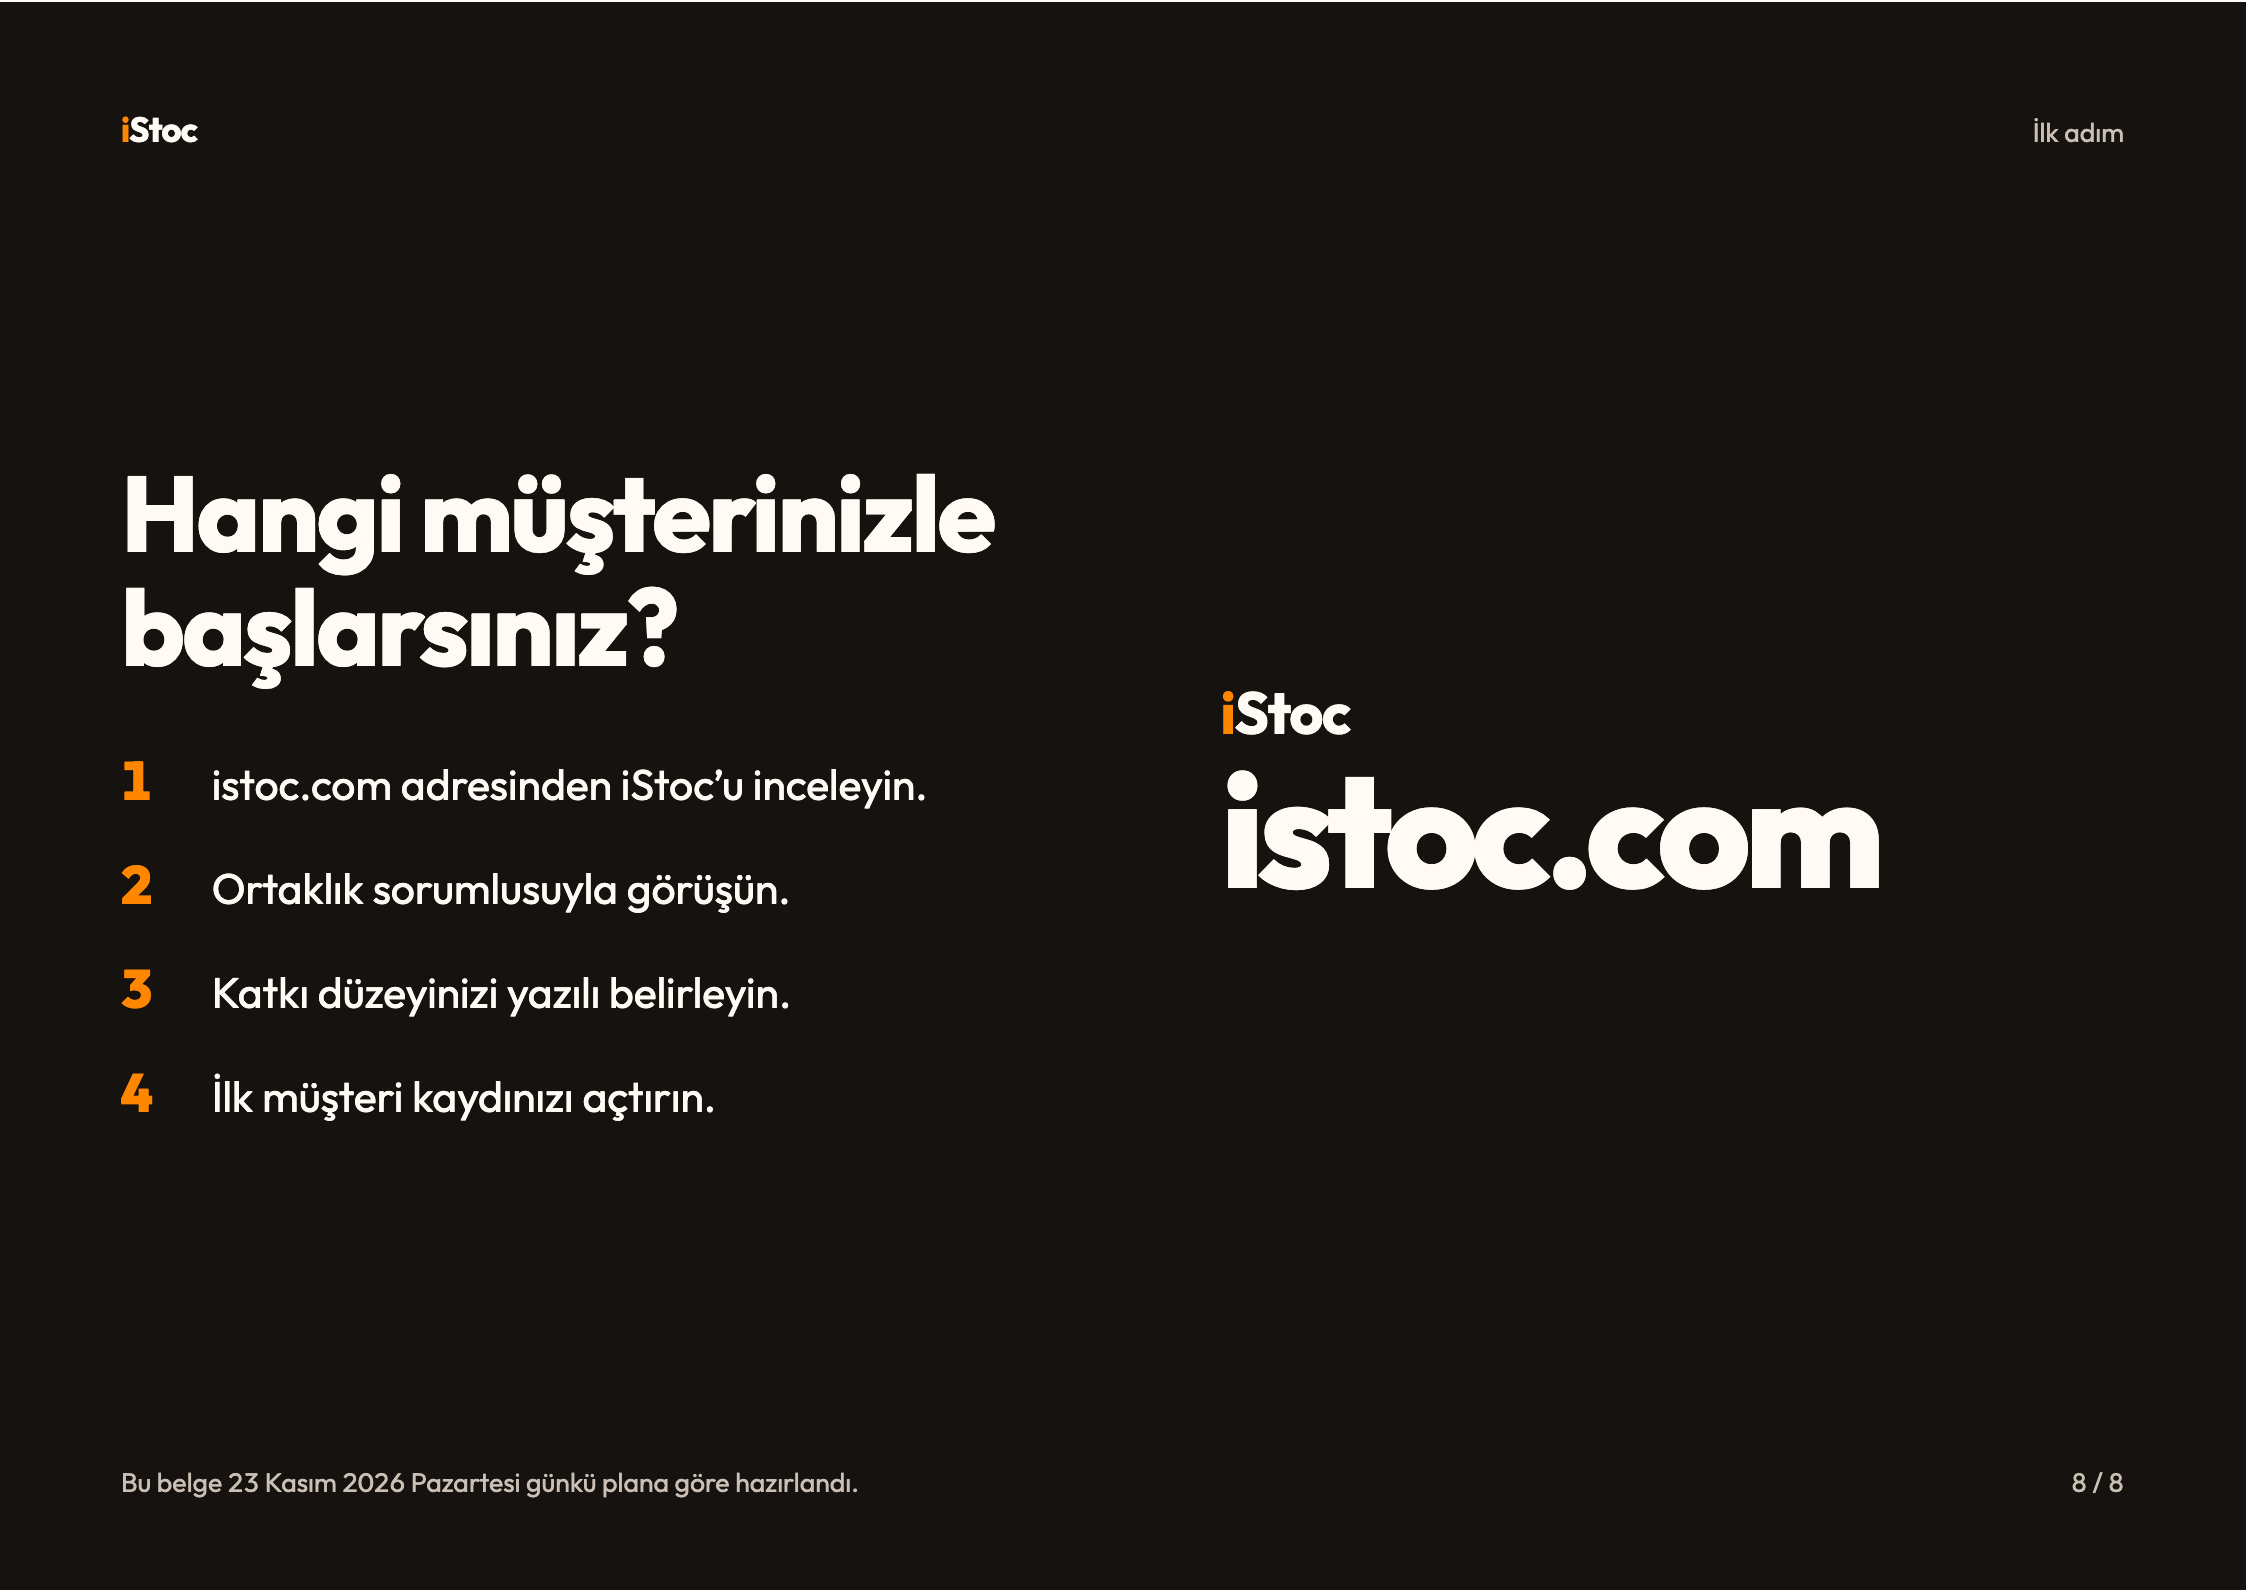 iStoc
İlk adım
Hangi müşterinizle
başlarsınız?
1 istoc.com adresinden iStoc’u inceleyin.
2 Ortaklık sorumlusuyla görüşün.
3 Katkı düzeyinizi yazılı belirleyin.
4 İlk müşteri kaydınızı açtırın.
iStoc
istoc.com
Bu belge 23 Kasım 2026 Pazartesi günkü plana göre hazırlandı.
8 / 8